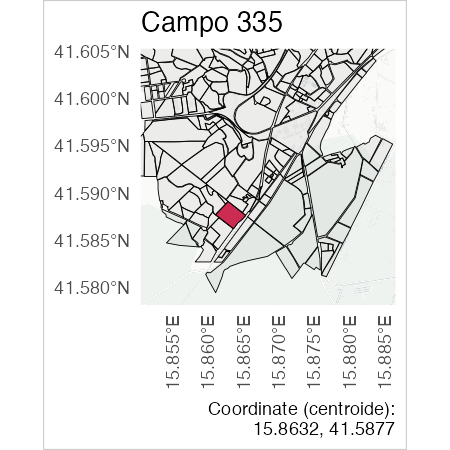 Campo 335
41.605°N
41.600°N
41.595°N
41.590°N
41.585°N
41.580°N
15.855°E
15.860°E
15.865°E
15.870°E
15.875°E
15.880°E
15.885°E
Coordinate (centroide):
15.8632, 41.5877